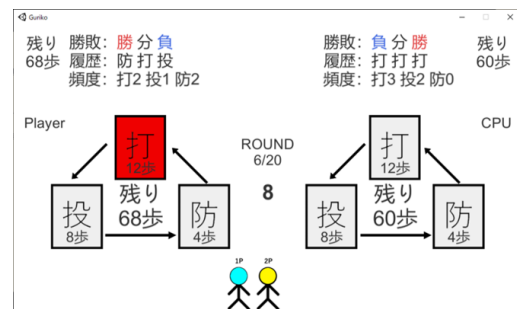 Guriko
残り 68歩
勝敗: 勝 分 負
履歴: 防 打 投
頻度: 打2 投1 防2
勝敗: 負 分 勝
履歴: 打 打 打
頻度: 打3 投2 防0
残り 60歩
Player
CPU
打
12歩
ROUND
6/20
8
打
12歩
投
8歩
残り
68歩
防
4歩
投
8歩
残り
60歩
防
4歩
1P
2P